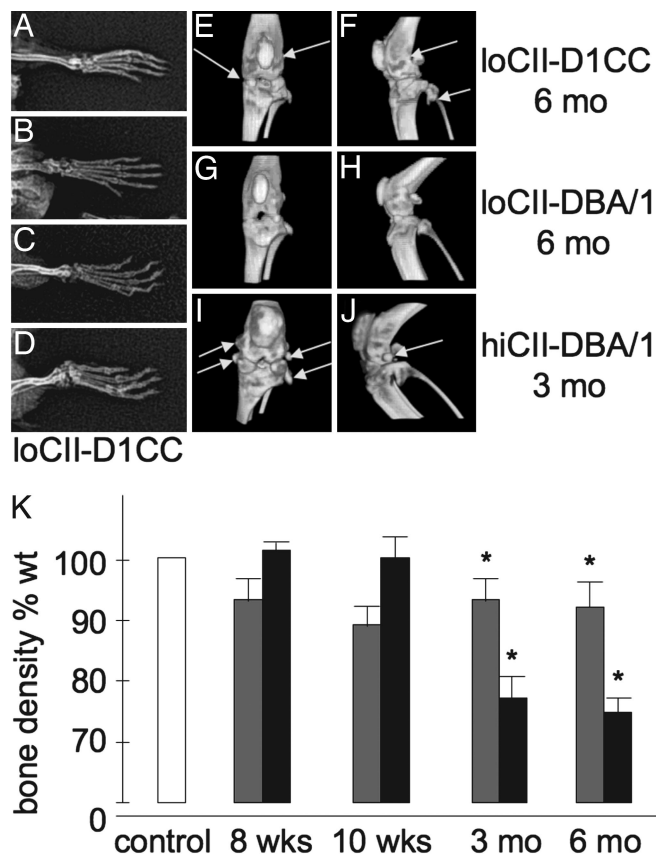 A
B
C
D
loCII-D1CC
E
F
loCII-D1CC
6 mo
G
H
loCII-DBA/1
6 mo
I
J
hiCII-DBA/1
3 mo
K
bone density % wt
100
90
80
70
0
* *
* *
control 8 wks 10 wks 3 mo 6 mo